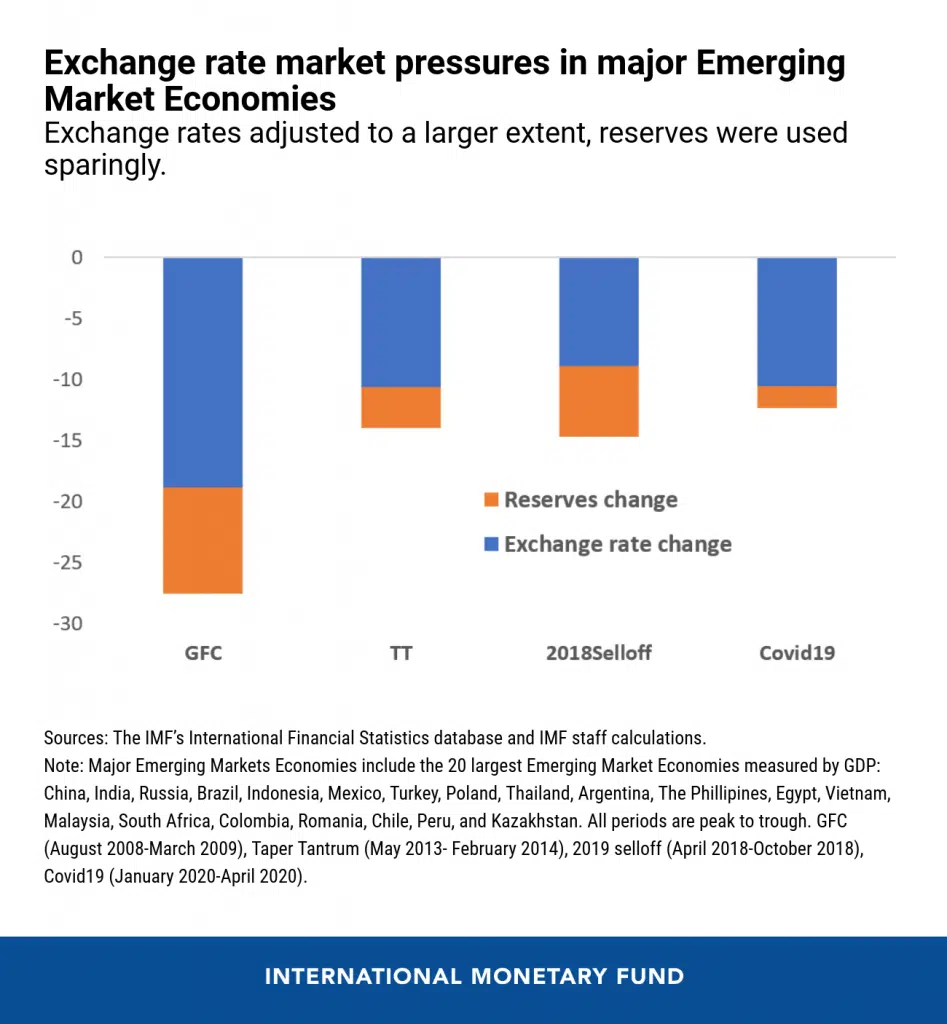 Exchange rate market pressures in major Emerging
Market Economies
Exchange rates adjusted to a larger extent, reserves were used
sparingly.
0
-5
-10
-15
-20
-25
-30
Reserves change
Exchange rate change
GFC
TT
2018Selloff
Covid19
Sources: The IMF’s International Financial Statistics database and IMF staff calculations.
Note: Major Emerging Markets Economies include the 20 largest Emerging Market Economies measured by GDP:
China, India, Russia, Brazil, Indonesia, Mexico, Turkey, Poland, Thailand, Argentina, The Phillipines, Egypt, Vietnam,
Malaysia, South Africa, Colombia, Romania, Chile, Peru, and Kazakhstan. All periods are peak to trough. GFC
(August 2008-March 2009), Taper Tantrum (May 2013- February 2014), 2019 selloff (April 2018-October 2018),
Covid19 (January 2020-April 2020).
INTERNATIONAL MONETARY FUND